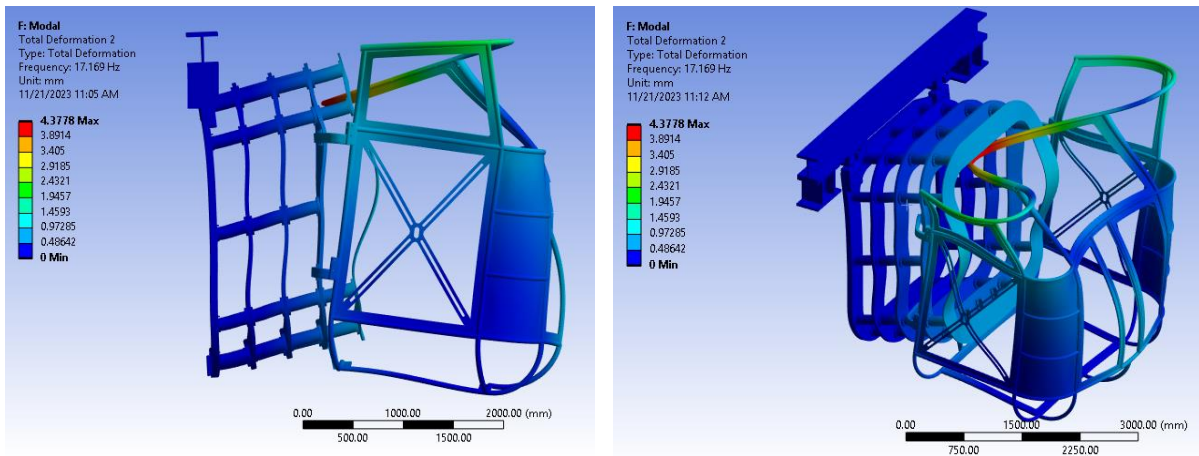 F: Modal
Total Deformation 2
Type: Total Deformation
Frequency: 17.169 Hz
Unit: mm
11/21/2023 11:05 AM
4.3778 Max
3.8914
3.405
2.9185
2.4321
1.9457
1.4593
0.97285
0.48642
0 Min
0.00 1000.00 2000.00 (mm)
500.00 1500.00
F: Modal
Total Deformation 2
Type: Total Deformation
Frequency: 17.169 Hz
Unit: mm
11/21/2023 11:12 AM
4.3778 Max
3.8914
3.405
2.9185
2.4321
1.9457
1.4593
0.97285
0.48642
0 Min
0.00 1500.00 3000.00 (mm)
750.00 2250.00